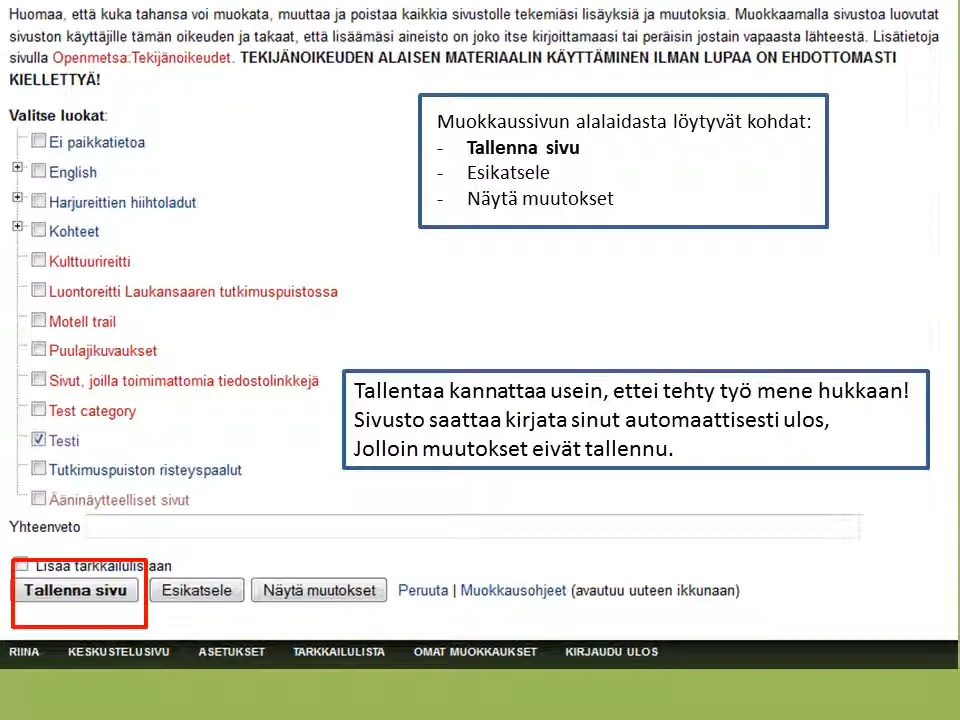 Huomaa, että kuka tahansa voi muokata, muuttaa ja poistaa kaikkia sivustolle tekemiäsi lisäyksiä ja muutoksia. Muokkaamalla sivustoa luovutat
sivuston käyttäjille tämän oikeuden ja takaat, että lisäämäsi aineisto on joko itse kirjoittamaasi tai peräisin jostain vapaasta lähteestä. Lisätietoja
sivulla Openmetsa:Tekijänoikeudet. TEKIJÄNOIKEUDEN ALAISEN MATERIAALIN KÄYTTÄMINEN ILMAN LUPAA ON EHDOTTOMASTI
KIELLETTYÄ!
Valitse luokat:
Ei paikkatietoa
English
Harjureittien hiihtoladut
Kohteet
Kulttuurireitti
Luontoreitti Laukansaaren tutkimuspuistossa
Motell trail
Puulajikuvaukset
Sivut, joilla toimimattomia tiedostolinkkejä
Test category
Testi
Tutkimuspuiston risteyspaalut
Ääninäytteelliset sivut
Muokkaussivun alalaidasta löytyvät kohdat:
- Tallenna sivu
- Esikatsele
- Näytä muutokset
Tallentaa kannattaa usein, ettei tehty työ mene hukkaan!
Sivusto saattaa kirjata sinut automaattisesti ulos,
Jolloin muutokset eivät tallennu.
Yhteenveto
Lisää tarkkailulistaan
Tallenna sivu Esikatsele Näytä muutokset Peruuta | Muokkausohjeet (avautuu uuteen ikkunaan)
RIINA KESKUSTELUSIVU ASETUKSET TARKKAILULISTA OMAT MUOKKAUKSET KIRJAUDU ULOS